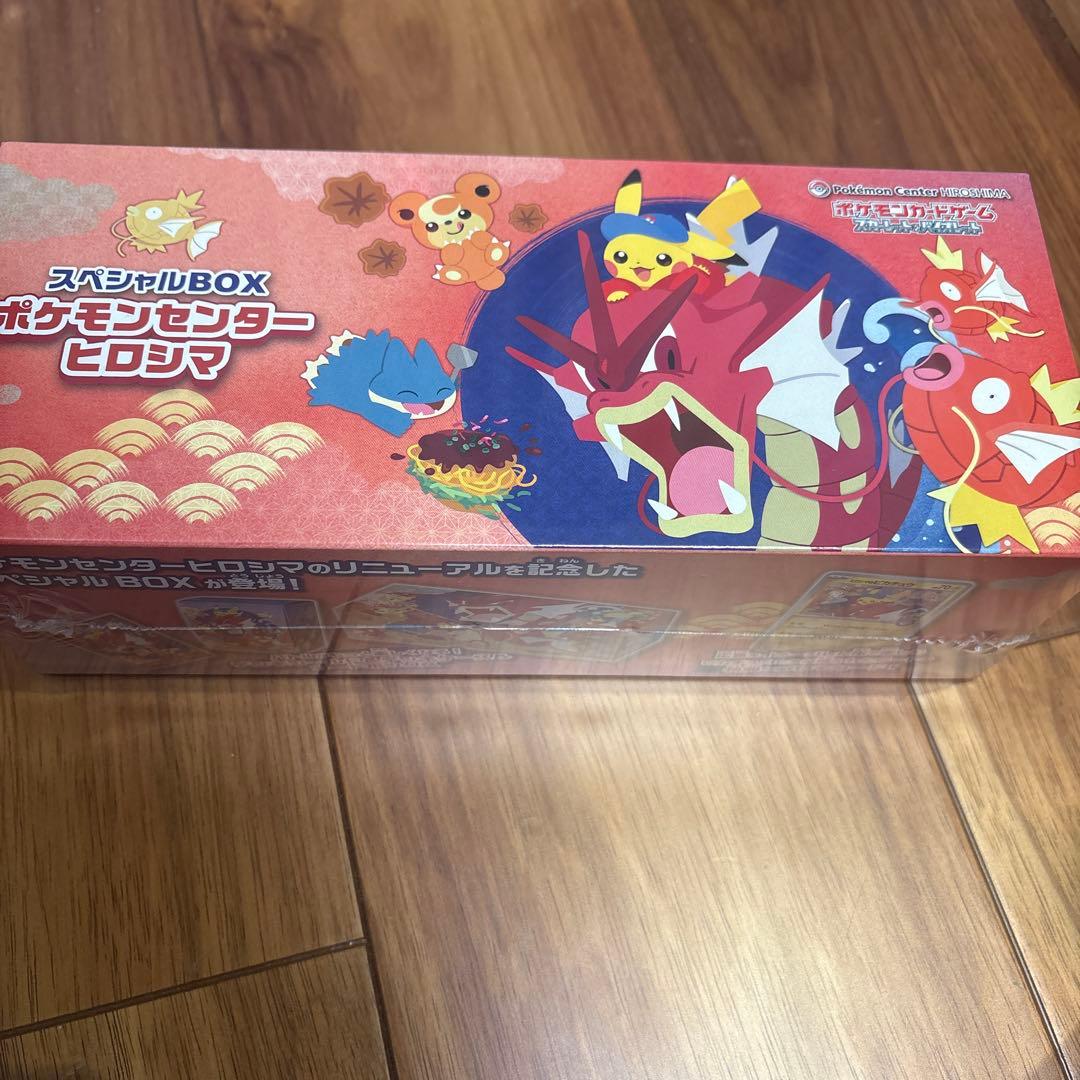 Pokémon Center HIROSHIMA
ポケモンカードゲーム
スカーレット&バイオレット
スペシャルBOX
ポケモンセンター
ヒロシマ
モンセンターヒロシマのリニューアルを記念した
ペシャルBOXが登場!